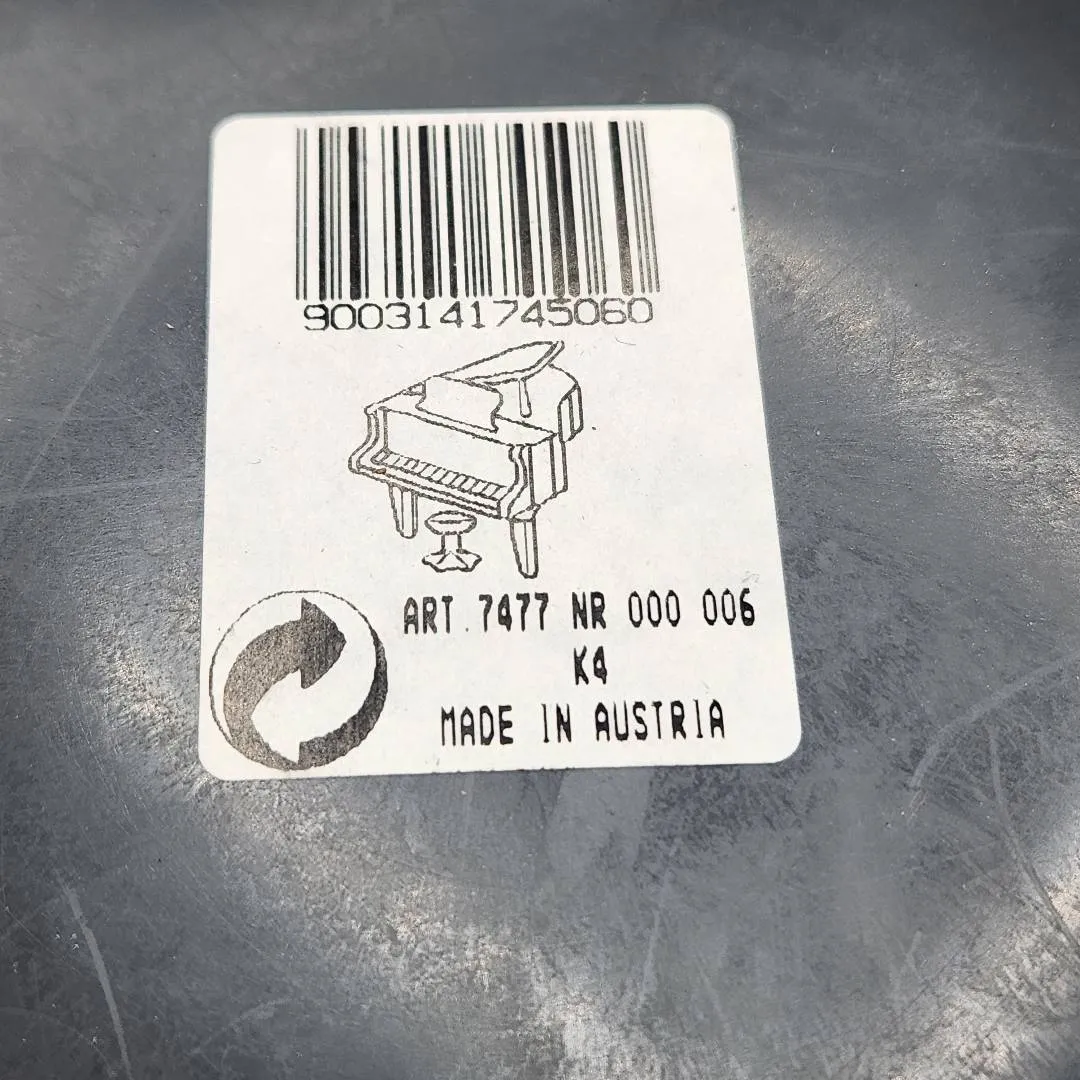 9003141745060
ART.7477 NR 000 006
K4
MADE IN AUSTRIA